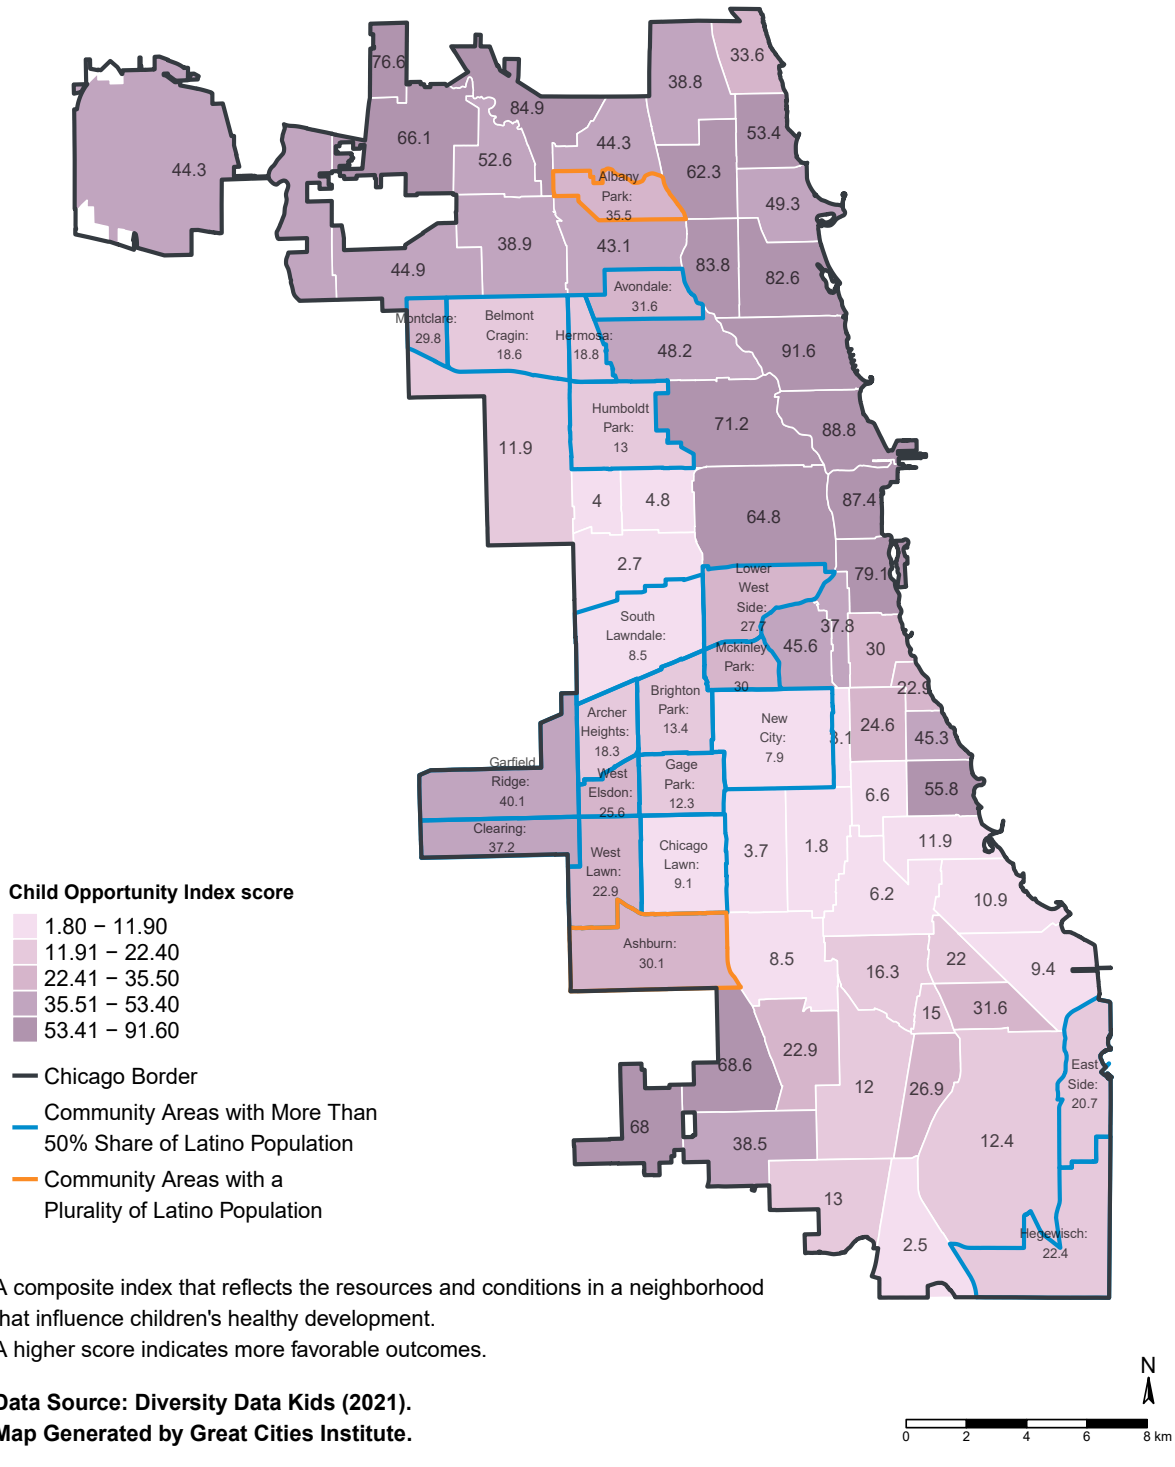 33.6
76.6
38.8
84.9
53.4
66.1
44.3
52.6
44.3
62.3
Albany
Park:
35.5
49.3
38.9
43.1
83.8
82.6
44.9
Avondale:
31.6
Montclare:
29.8
Belmont
Cragin:
18.6
Hermosa:
18.8
48.2
91.6
Humboldt
Park:
13
71.2
88.8
11.9
4
4.8
64.8
87.4
2.7
79.1
Lower
West
Side:
27.7
South
Lawndale:
8.5
37.8
45.6
30
Mckinley
Park:
30
22.9
Brighton
Park:
13.4
Archer
Heights:
18.3
New
City:
7.9
24.6
3.1
45.3
Garfield
Ridge:
40.1
West
Elsdon:
25.6
Gage
Park:
12.3
6.6
55.8
Clearing:
37.2
West
Lawn:
22.9
Chicago
Lawn:
9.1
3.7
1.8
11.9
6.2
10.9
Ashburn:
30.1
8.5
16.3
22
9.4
15
31.6
68.6
22.9
12
26.9
East
Side:
20.7
68
38.5
12.4
13
2.5
Hegewisch:
22.4
Child Opportunity Index score
1.80 − 11.90
11.91 − 22.40
22.41 − 35.50
35.51 − 53.40
53.41 − 91.60
Chicago Border
Community Areas with More Than
50% Share of Latino Population
Community Areas with a
Plurality of Latino Population
A composite index that reflects the resources and conditions in a neighborhood
that influence children's healthy development.
A higher score indicates more favorable outcomes.
Data Source: Diversity Data Kids (2021).
Map Generated by Great Cities Institute.
N
0 2 4 6 8 km